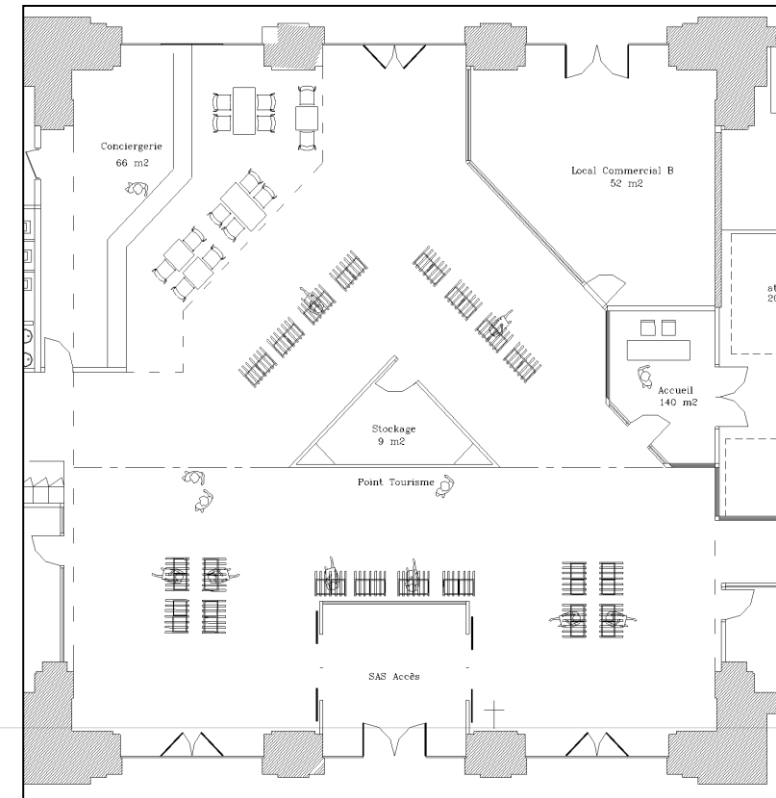 Conciergerie
66 m2
Local Commercial B
52 m2
Accueil
140 m2
Stockage
9 m2
Point Tourisme
SAS Accès